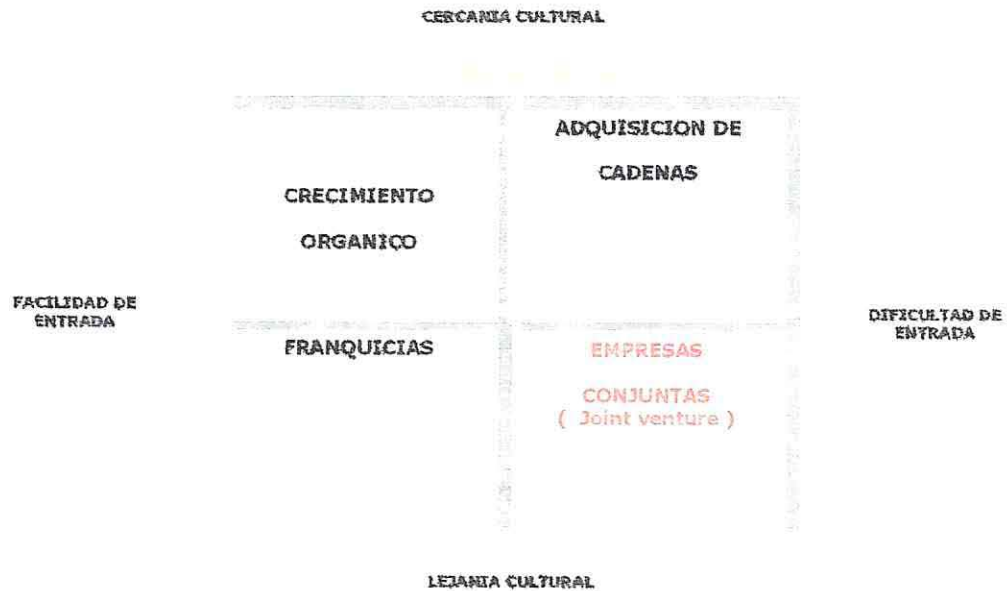 CERCANIA CULTURAL
ADQUISICION DE
CADENAS
CRECIMIENTO
ORGANICO
FACILIDAD DE
ENTRADA
DIFICULTAD DE
ENTRADA
FRANQUICIAS
EMPRESAS
CONJUNTAS
( Joint venture )
LEJANIA CULTURAL